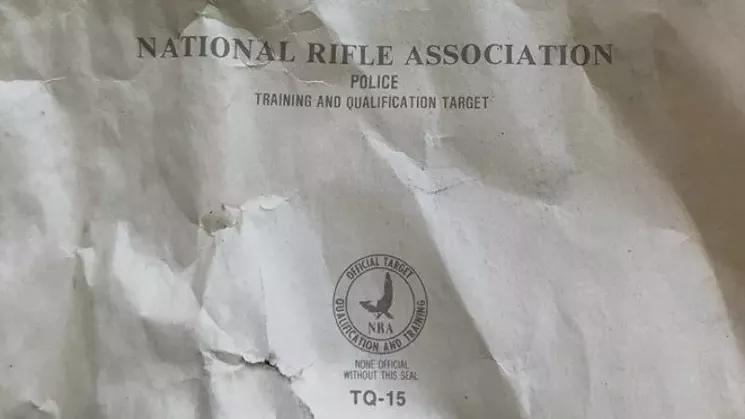 NATIONAL RIFLE ASSOCIATION
POLICE
TRAINING AND QUALIFICATION TARGET
OFFICIAL TARGET
NRA
QUALIFICATION AND TRAINING
NONE OFFICIAL
WITHOUT THIS SEAL
TQ-15